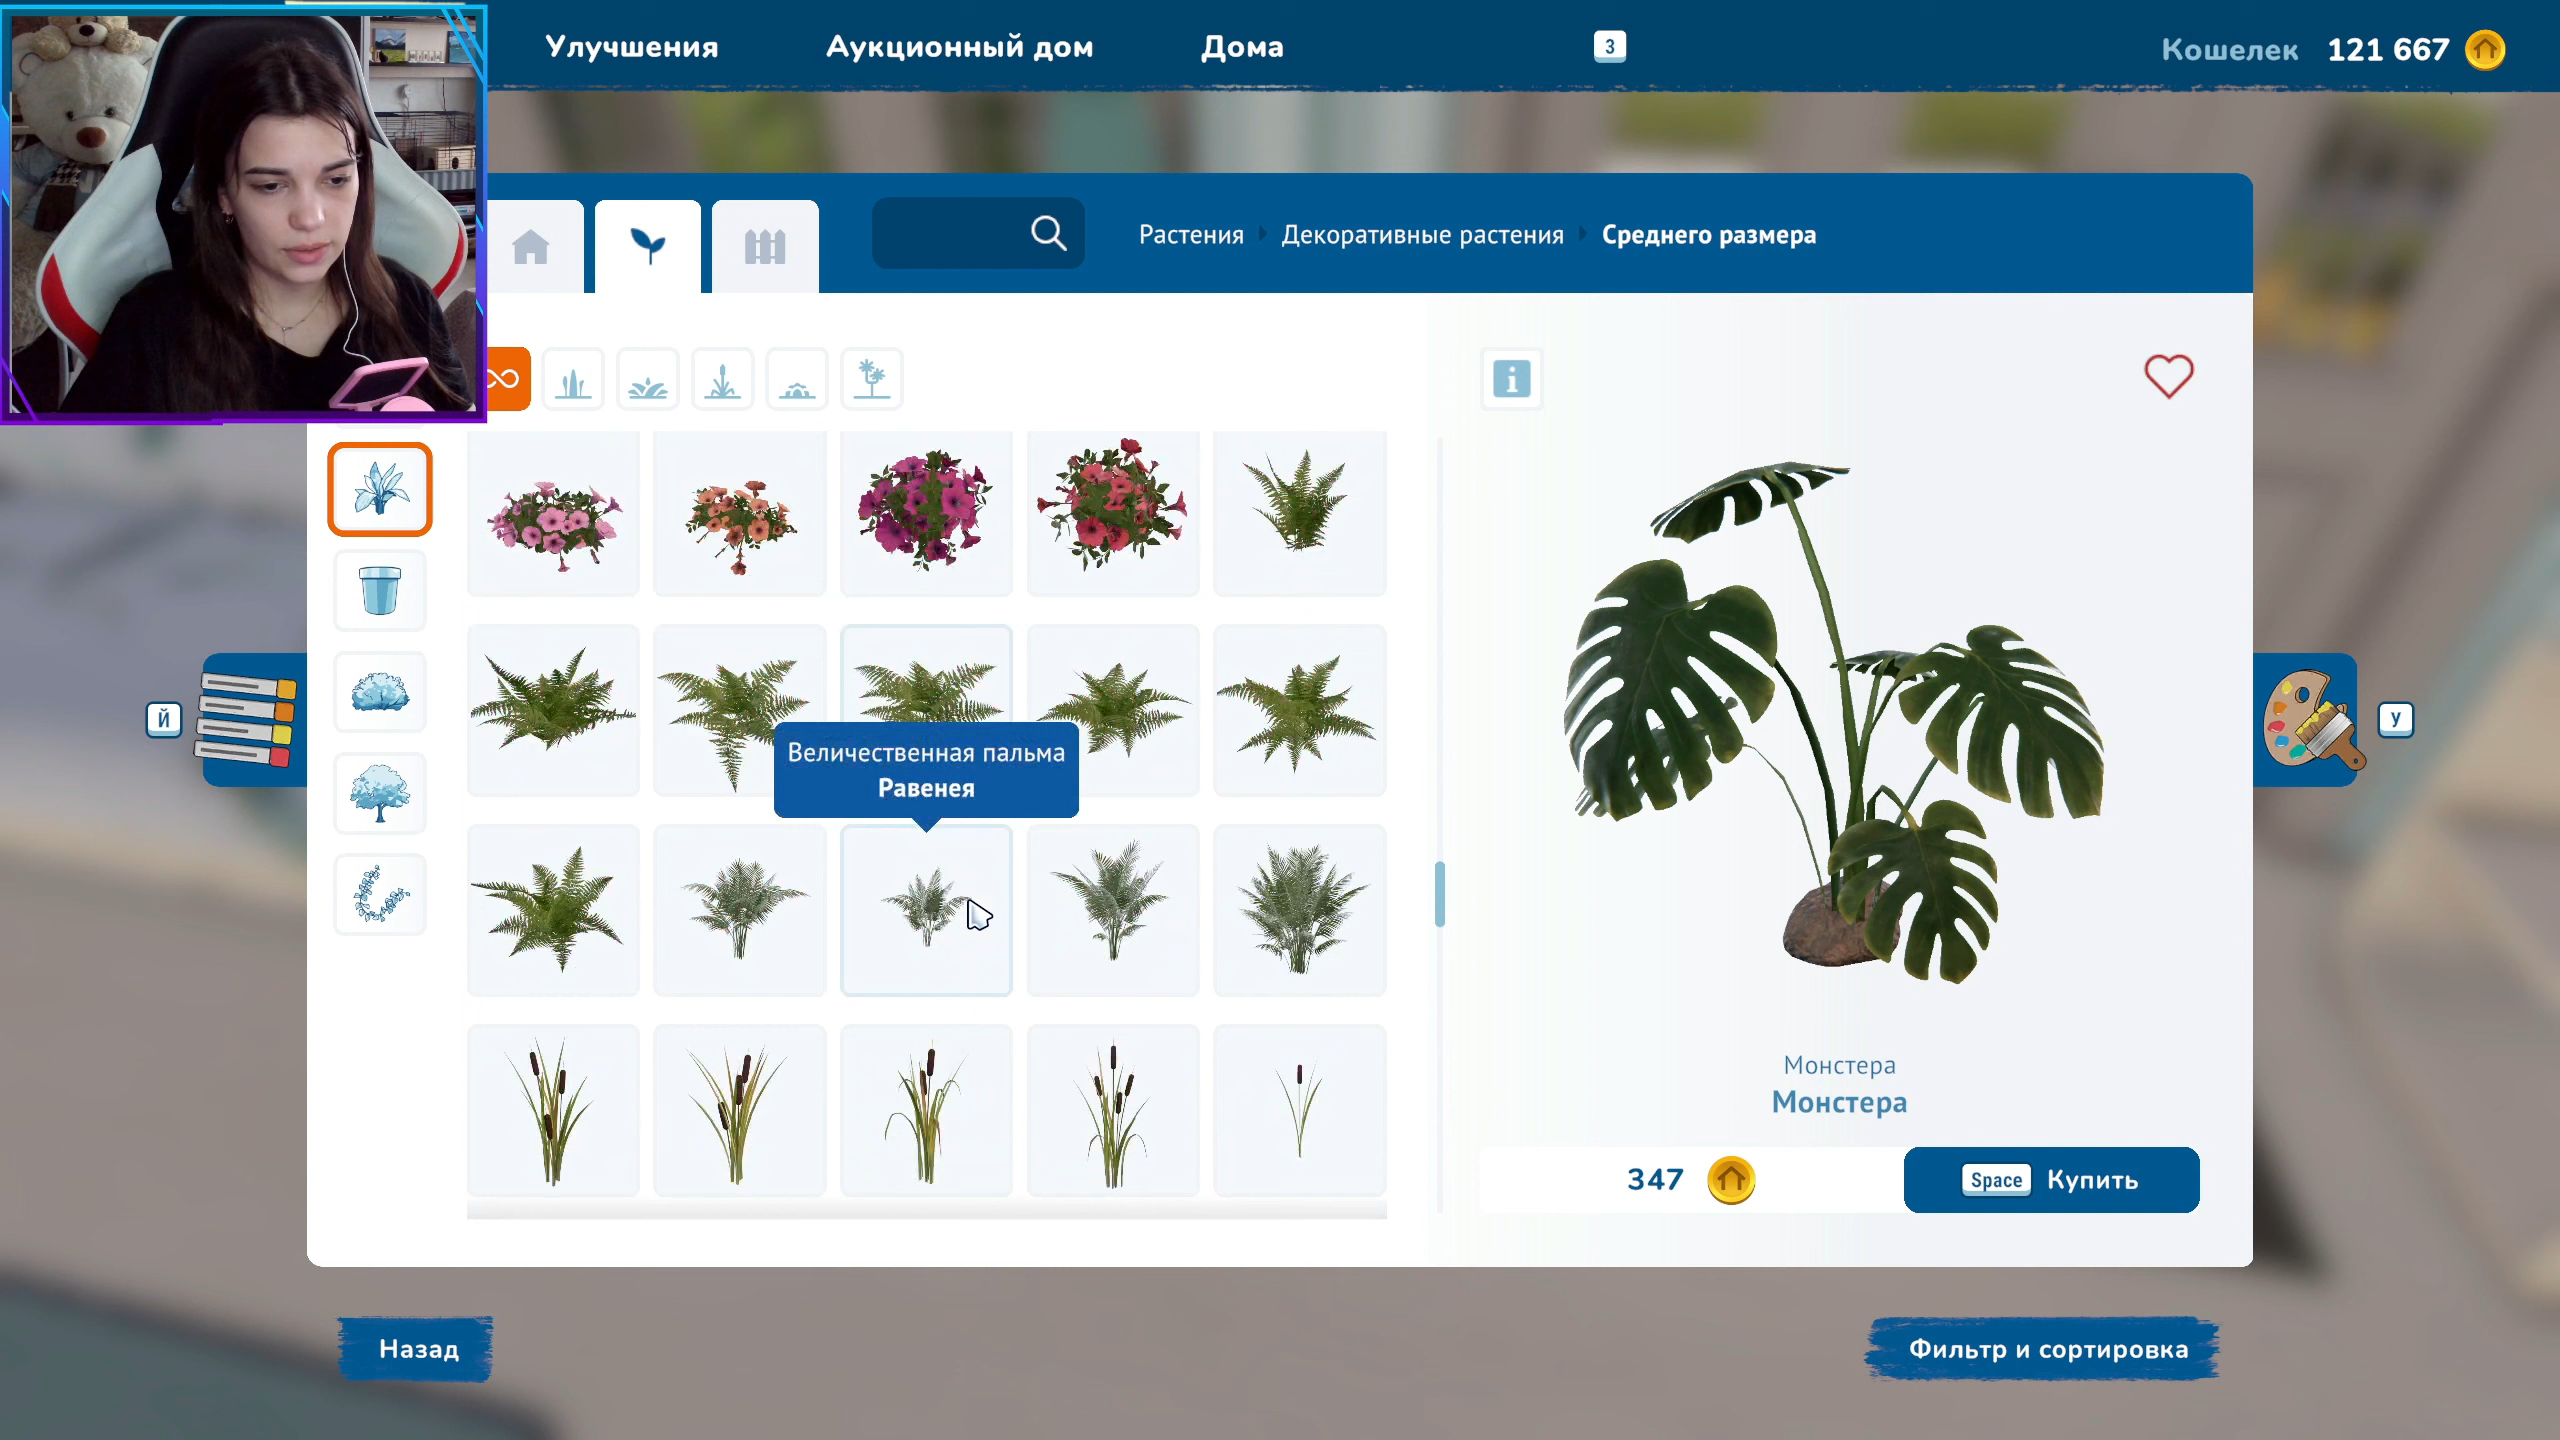 Улучшения
Аукционный дом
Дома
3
Кошелек 121 667
Растения Декоративные растения Среднего размера
i
Й
У
Величественная пальма
Равенея
Монстера
Монстера
347
Space Купить
Назад
Фильтр и сортировка